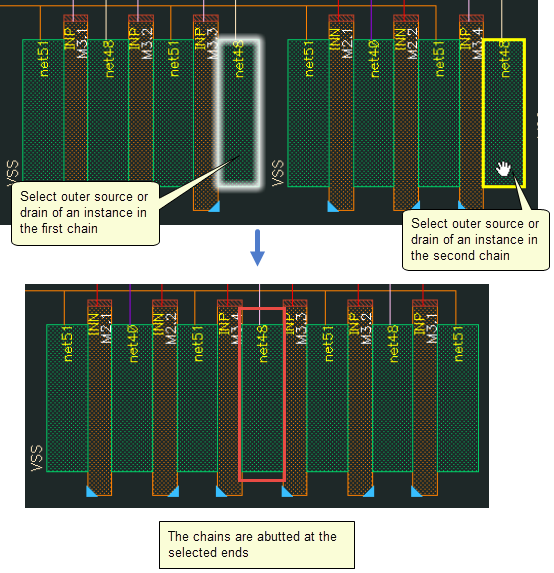 net51
INP
M3.1
net48
INP
M3.2
net51
INP
M3.3
net48
VSS
net51
INN
M2.1
net40
INN
M2.2
net51
INP
M3.4
net48
VSS
Select outer source or
drain of an instance in
the first chain
Select outer source or
drain of an instance in
the second chain
net51
INN
M2.1
net40
INN
M2.2
net51
INP
M3.4
net48
INP
M3.3
net51
INP
M3.2
net48
INP
M3.1
net51
VSS
The chains are abutted at the
selected ends